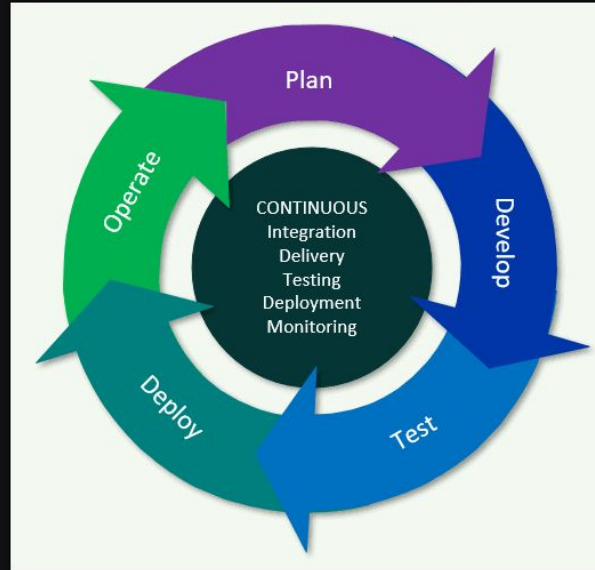 Plan
Develop
Test
Deploy
Operate
CONTINUOUS
Integration
Delivery
Testing
Deployment
Monitoring